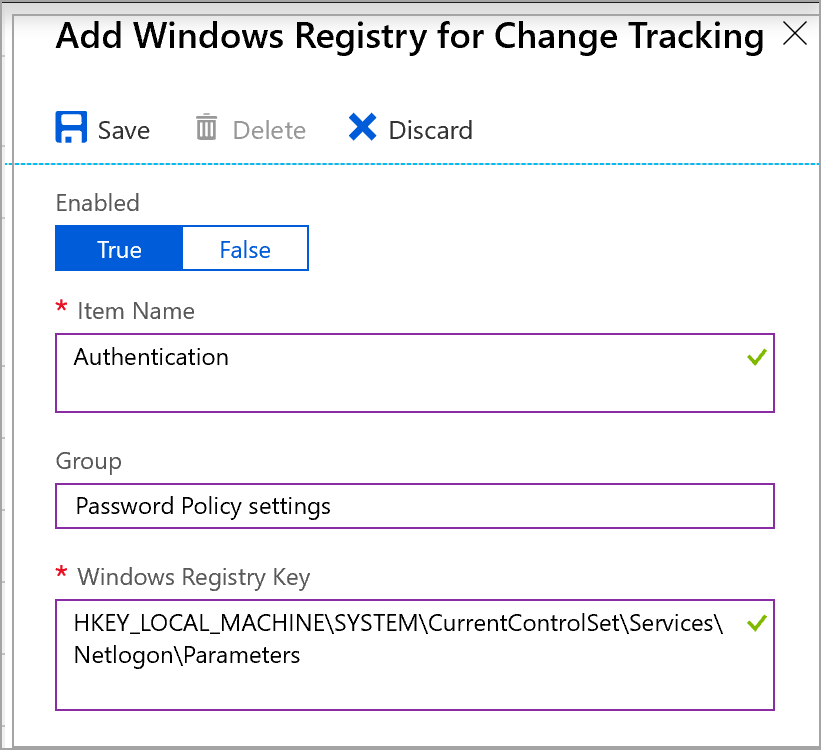 Add Windows Registry for Change Tracking
Save Delete Discard
Enabled
True False
* Item Name
Authentication
Group
Password Policy settings
* Windows Registry Key
HKEY_LOCAL_MACHINE\SYSTEM\CurrentControlSet\Services\
Netlogon\Parameters